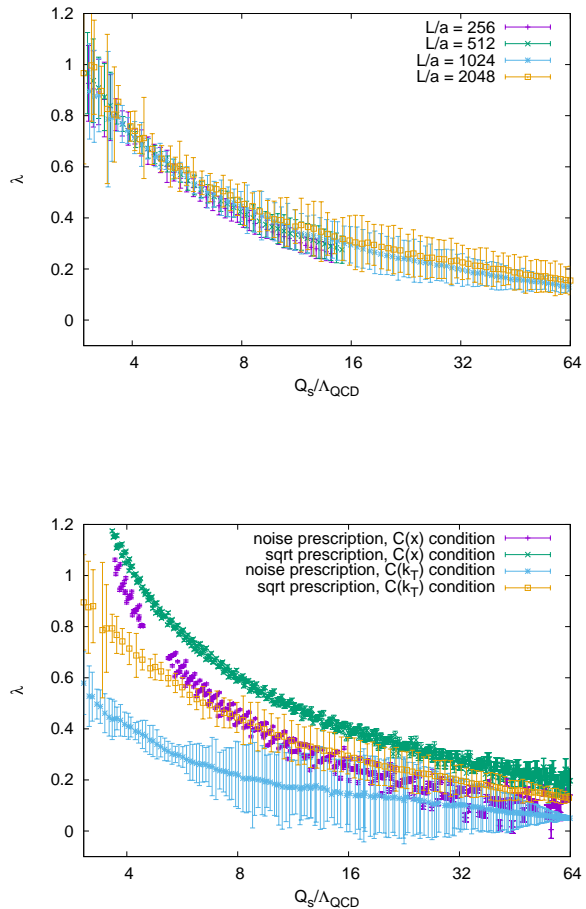 1.2
1
0.8
0.6
0.4
0.2
0
λ
4 8 16 32 64
Q_s/Λ_QCD
L/a = 256
L/a = 512
L/a = 1024
L/a = 2048
1.2
1
0.8
0.6
0.4
0.2
0
λ
4 8 16 32 64
Q_s/Λ_QCD
noise prescription, C(x) condition
sqrt prescription, C(x) condition
noise prescription, C(k_T) condition
sqrt prescription, C(k_T) condition